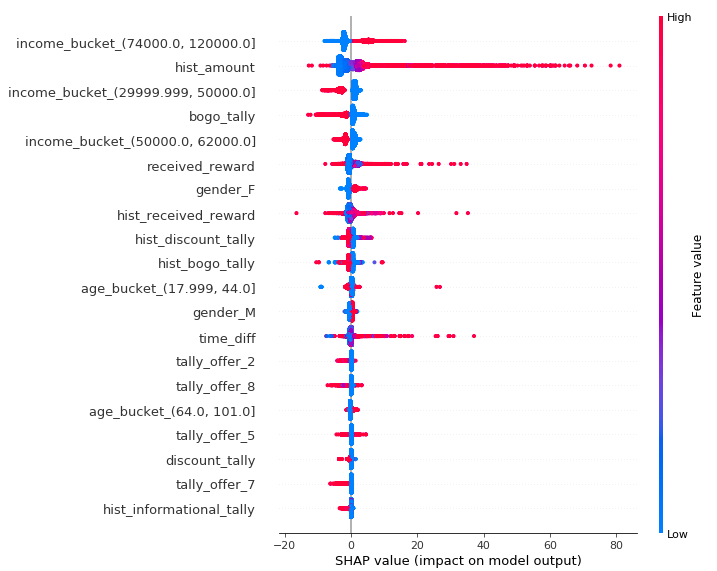 High
income_bucket_(74000.0, 120000.0]
hist_amount
income_bucket_(29999.999, 50000.0]
bogo_tally
income_bucket_(50000.0, 62000.0]
received_reward
gender_F
hist_received_reward
hist_discount_tally
hist_bogo_tally
age_bucket_(17.999, 44.0]
gender_M
time_diff
tally_offer_2
tally_offer_8
age_bucket_(64.0, 101.0]
tally_offer_5
discount_tally
tally_offer_7
hist_informational_tally
Feature value
Low
−20 0 20 40 60 80
SHAP value (impact on model output)